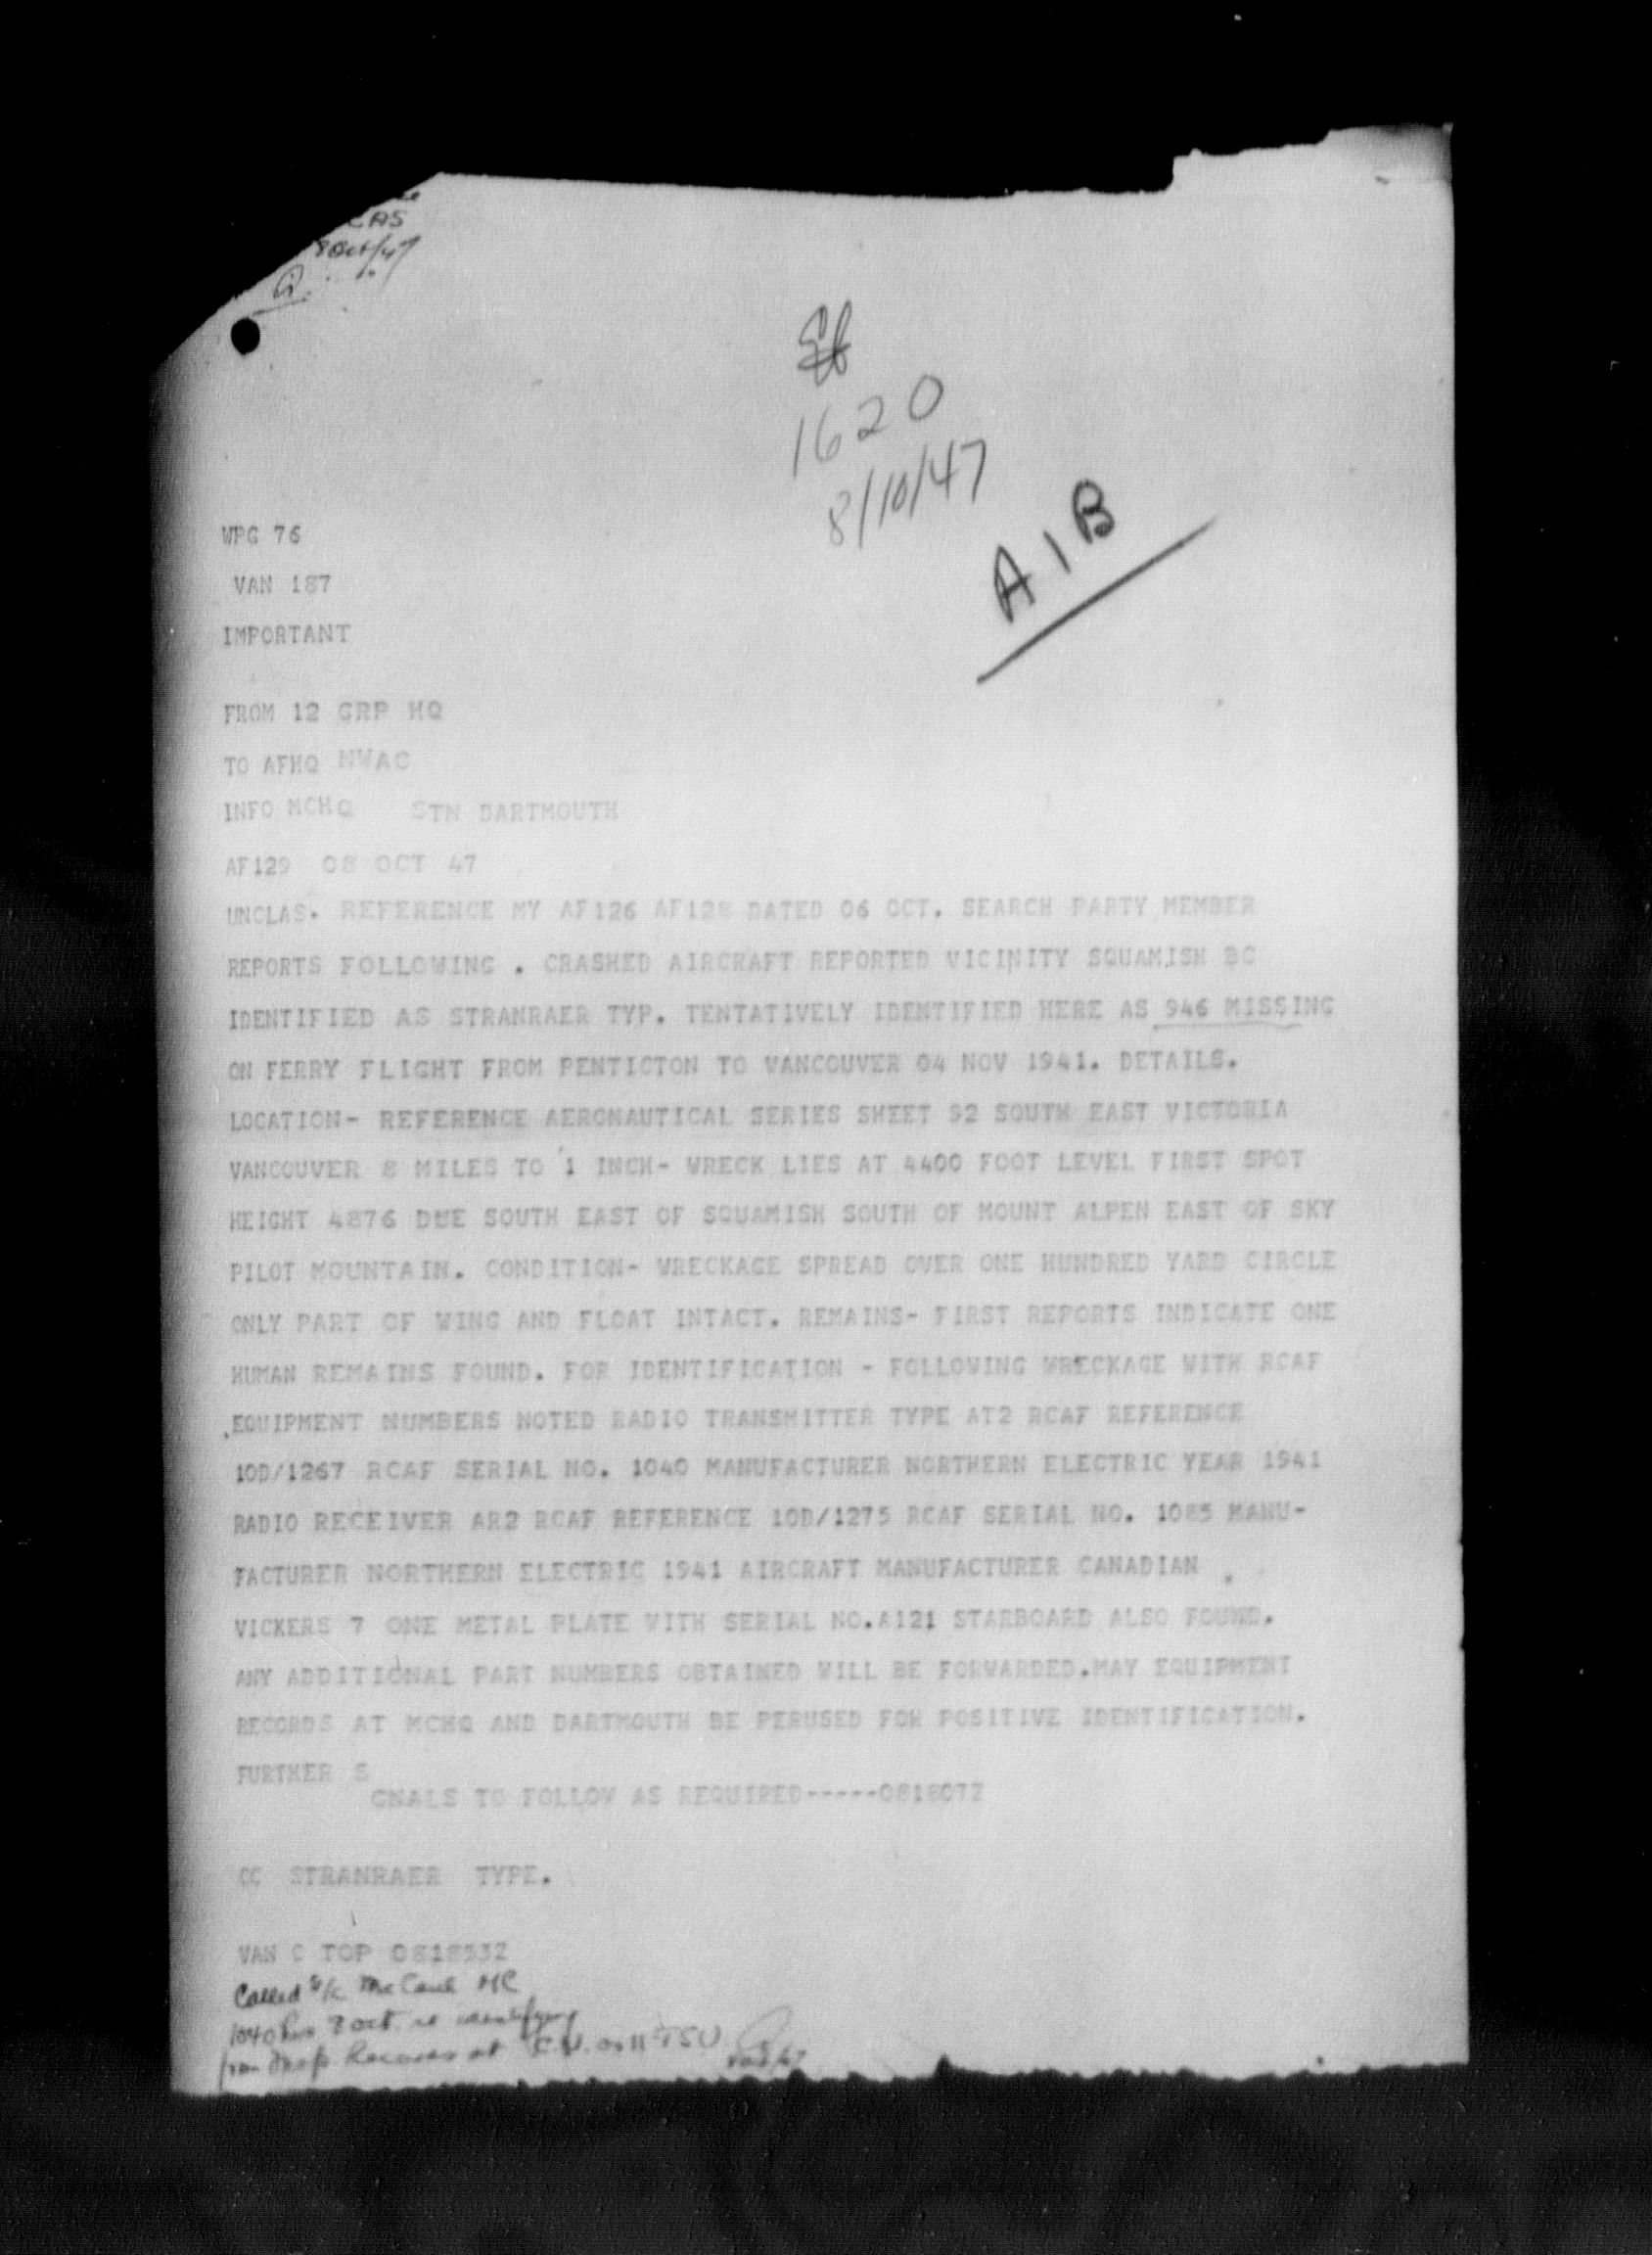 CAS
8 Oct/47
1620
8/10/47
AIB
WPG 76
VAN 187
IMPORTANT
FROM 12 GRP HQ
TO AFHQ NWAC
INFO MCHQ STN DARTMOUTH
AF129 08 OCT 47
UNCLAS. REFERENCE MY AF126 AF128 DATED 06 OCT. SEARCH PARTY MEMBER
REPORTS FOLLOWING . CRASHED AIRCRAFT REPORTED VICINITY SQUAMISH BC
IDENTIFIED AS STRANRAER TYP. TENTATIVELY IDENTIFIED HERE AS 946 MISSING
ON FERRY FLIGHT FROM PENTICTON TO VANCOUVER 04 NOV 1941. DETAILS.
LOCATION- REFERENCE AERONAUTICAL SERIES SHEET 92 SOUTH EAST VICTORIA
VANCOUVER 8 MILES TO 1 INCH- WRECK LIES AT 4400 FOOT LEVEL FIRST SPOT
HEIGHT 4876 DUE SOUTH EAST OF SQUAMISH SOUTH OF MOUNT ALPEN EAST OF SKY
PILOT MOUNTAIN. CONDITION- WRECKAGE SPREAD OVER ONE HUNDRED YARD CIRCLE
ONLY PART OF WING AND FLOAT INTACT. REMAINS- FIRST REPORTS INDICATE ONE
HUMAN REMAINS FOUND. FOR IDENTIFICATION - FOLLOWING WRECKAGE WITH RCAF
EQUIPMENT NUMBERS NOTED RADIO TRANSMITTER TYPE AT2 RCAF REFERENCE
10D/1267 RCAF SERIAL NO. 1040 MANUFACTURER NORTHERN ELECTRIC YEAR 1941
RADIO RECEIVER AR2 RCAF REFERENCE 10D/1275 RCAF SERIAL NO. 1085 MANU-
FACTURER NORTHERN ELECTRIC 1941 AIRCRAFT MANUFACTURER CANADIAN
VICKERS 7 ONE METAL PLATE WITH SERIAL NO.A121 STARBOARD ALSO FOUND.
ANY ADDITIONAL PART NUMBERS OBTAINED WILL BE FORWARDED.MAY EQUIPMENT
RECORDS AT MCHQ AND DARTMOUTH BE PERUSED FOR POSITIVE IDENTIFICATION.
FURTHER S
GNALS TO FOLLOW AS REQUIRED-----081807Z
CC STRANRAER TYPE.
VAN C TOP 081853Z
Called MC
1040 hrs Oct. re identifying
from Records at TSU